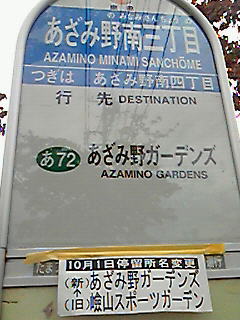 あざみ野南三丁目
AZAMINO MINAMI SANCHŌME
つぎは あざみ野南四丁目
行先 DESTINATION
あ72 あざみ野ガーデンズ
AZAMINO GARDENS
10月1日停留所名変更
(新)あざみ野ガーデンズ
↑
(旧)嶮山スポーツガーデン